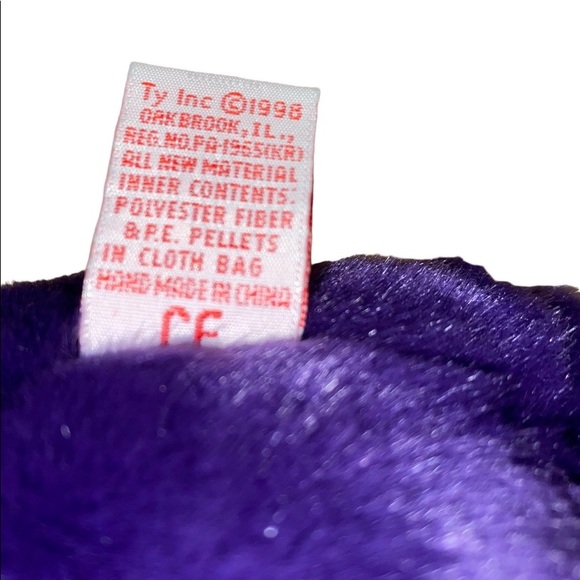 Ty Inc ©1998
OAKBROOK, IL.,
REG.NO.PA-1965(KR)
ALL NEW MATERIAL
INNER CONTENTS:
POLYESTER FIBER
& P.E. PELLETS
IN CLOTH BAG
HAND MADE IN CHINA
CE